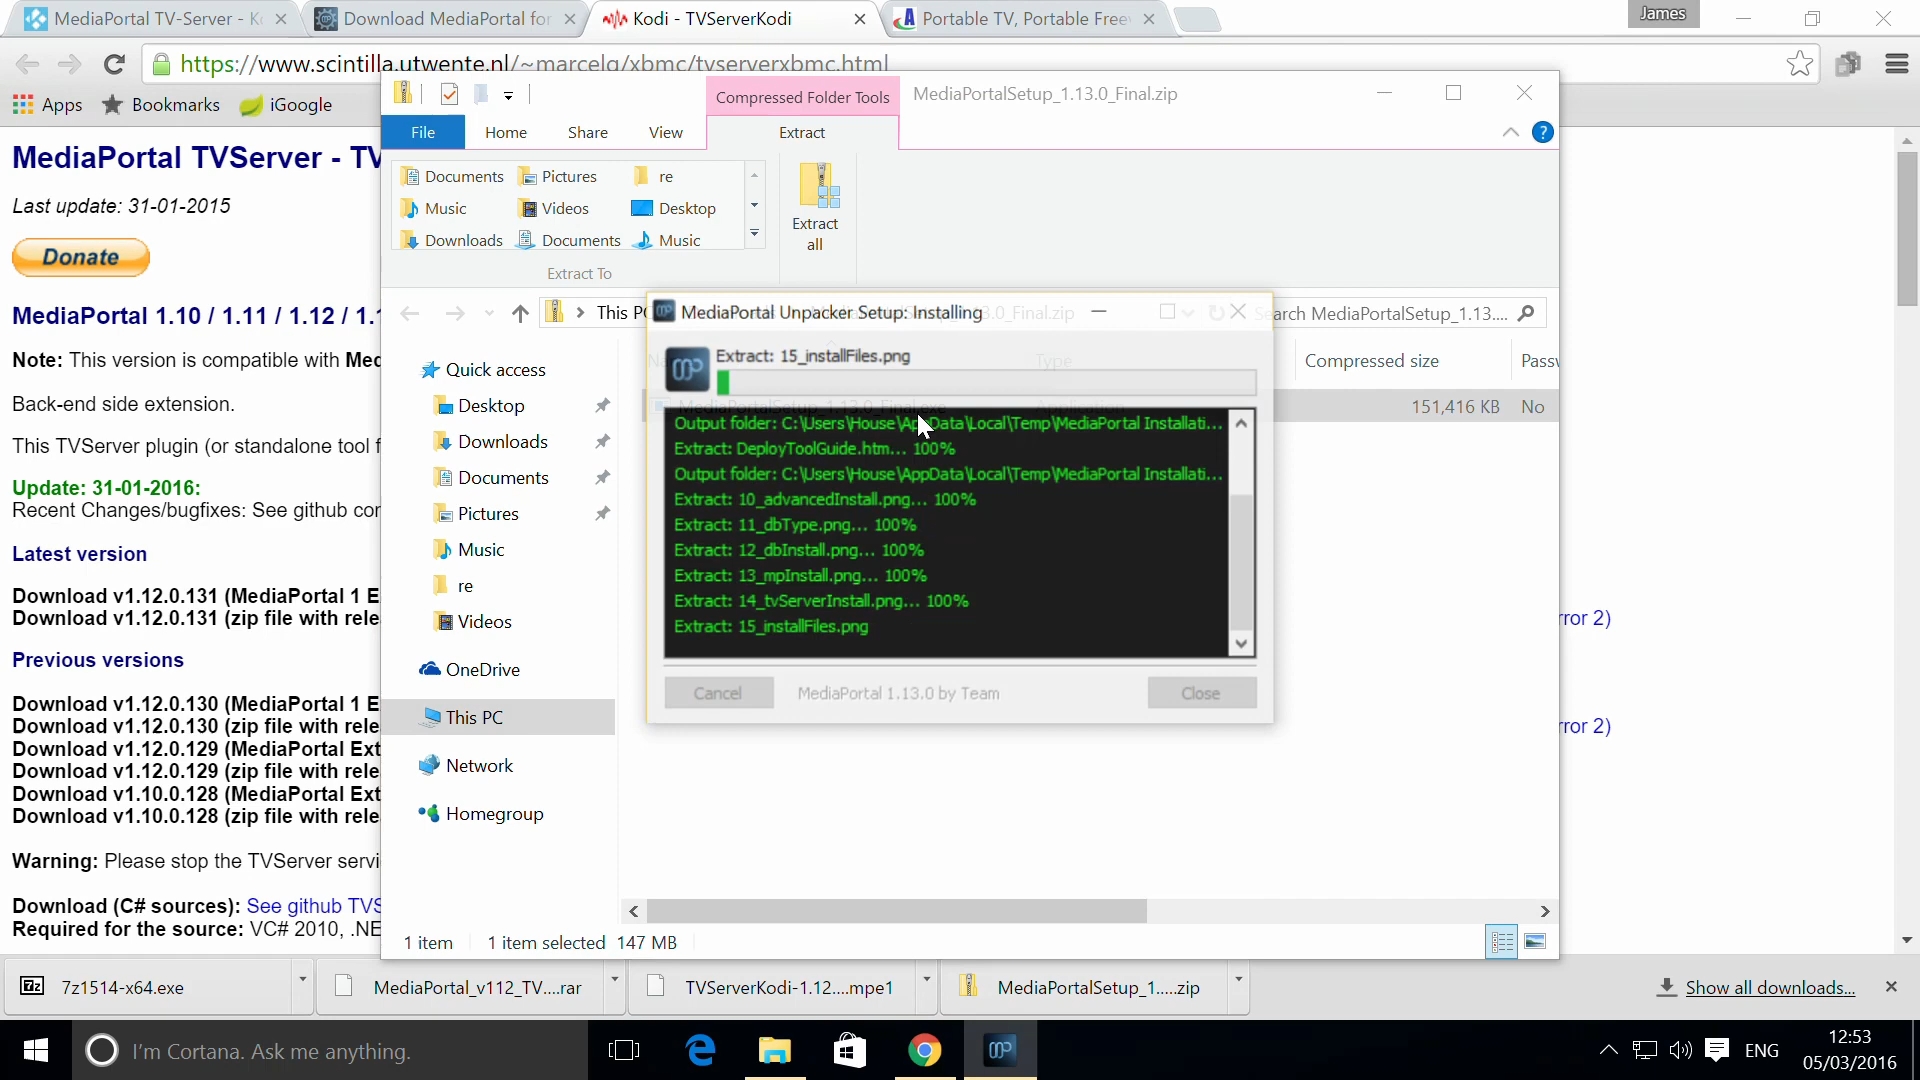 MediaPortal TV-Server - Ko
Download MediaPortal for
Kodi - TVServerKodi
Portable TV, Portable Free
James
https://www.scintilla.utwente.nl/~marcelg/xbmc/tvserverxbmc.html
Apps
Bookmarks
iGoogle
Compressed Folder Tools
MediaPortalSetup_1.13.0_Final.zip
File
Home
Share
View
Extract
Documents
Pictures
re
Music
Videos
Desktop
Downloads
Documents
Music
Extract To
Extract
all
MediaPortal TVServer - TV
Last update: 31-01-2015
Donate
MediaPortal 1.10 / 1.11 / 1.12 / 1.1
Note: This version is compatible with Med
Back-end side extension.
This TVServer plugin (or standalone tool f
Update: 31-01-2016:
Recent Changes/bugfixes: See github con
Latest version
Download v1.12.0.131 (MediaPortal 1 E
Download v1.12.0.131 (zip file with rele
Previous versions
Download v1.12.0.130 (MediaPortal 1 E
Download v1.12.0.130 (zip file with rele
Download v1.12.0.129 (MediaPortal Ext
Download v1.12.0.129 (zip file with rele
Download v1.10.0.128 (MediaPortal Ext
Download v1.10.0.128 (zip file with rele
Warning: Please stop the TVServer servi
Download (C# sources): See github TVS
Required for the source: VC# 2010, .NE
rror 2)
rror 2)
This PC
Search MediaPortalSetup_1.13....
Quick access
Desktop
Downloads
Documents
Pictures
Music
re
Videos
OneDrive
This PC
Network
Homegroup
Type
Compressed size
Passw
MediaPortalSetup_1.13.0_Final.exe
Application
151,416 KB
No
MediaPortal Unpacker Setup: Installing
Extract: 15_installFiles.png
Output folder: C:\Users\House\AppData\Local\Temp\MediaPortal Installati...
Extract: DeployToolGuide.htm... 100%
Output folder: C:\Users\House\AppData\Local\Temp\MediaPortal Installati...
Extract: 10_advancedInstall.png... 100%
Extract: 11_dbType.png... 100%
Extract: 12_dbInstall.png... 100%
Extract: 13_mpInstall.png... 100%
Extract: 14_tvServerInstall.png... 100%
Extract: 15_installFiles.png
Cancel
MediaPortal 1.13.0 by Team
Close
1 item
1 item selected 147 MB
7z1514-x64.exe
MediaPortal_v112_TV....rar
TVServerKodi-1.12....mpe1
MediaPortalSetup_1.....zip
Show all downloads...
I'm Cortana. Ask me anything.
ENG
12:53
05/03/2016